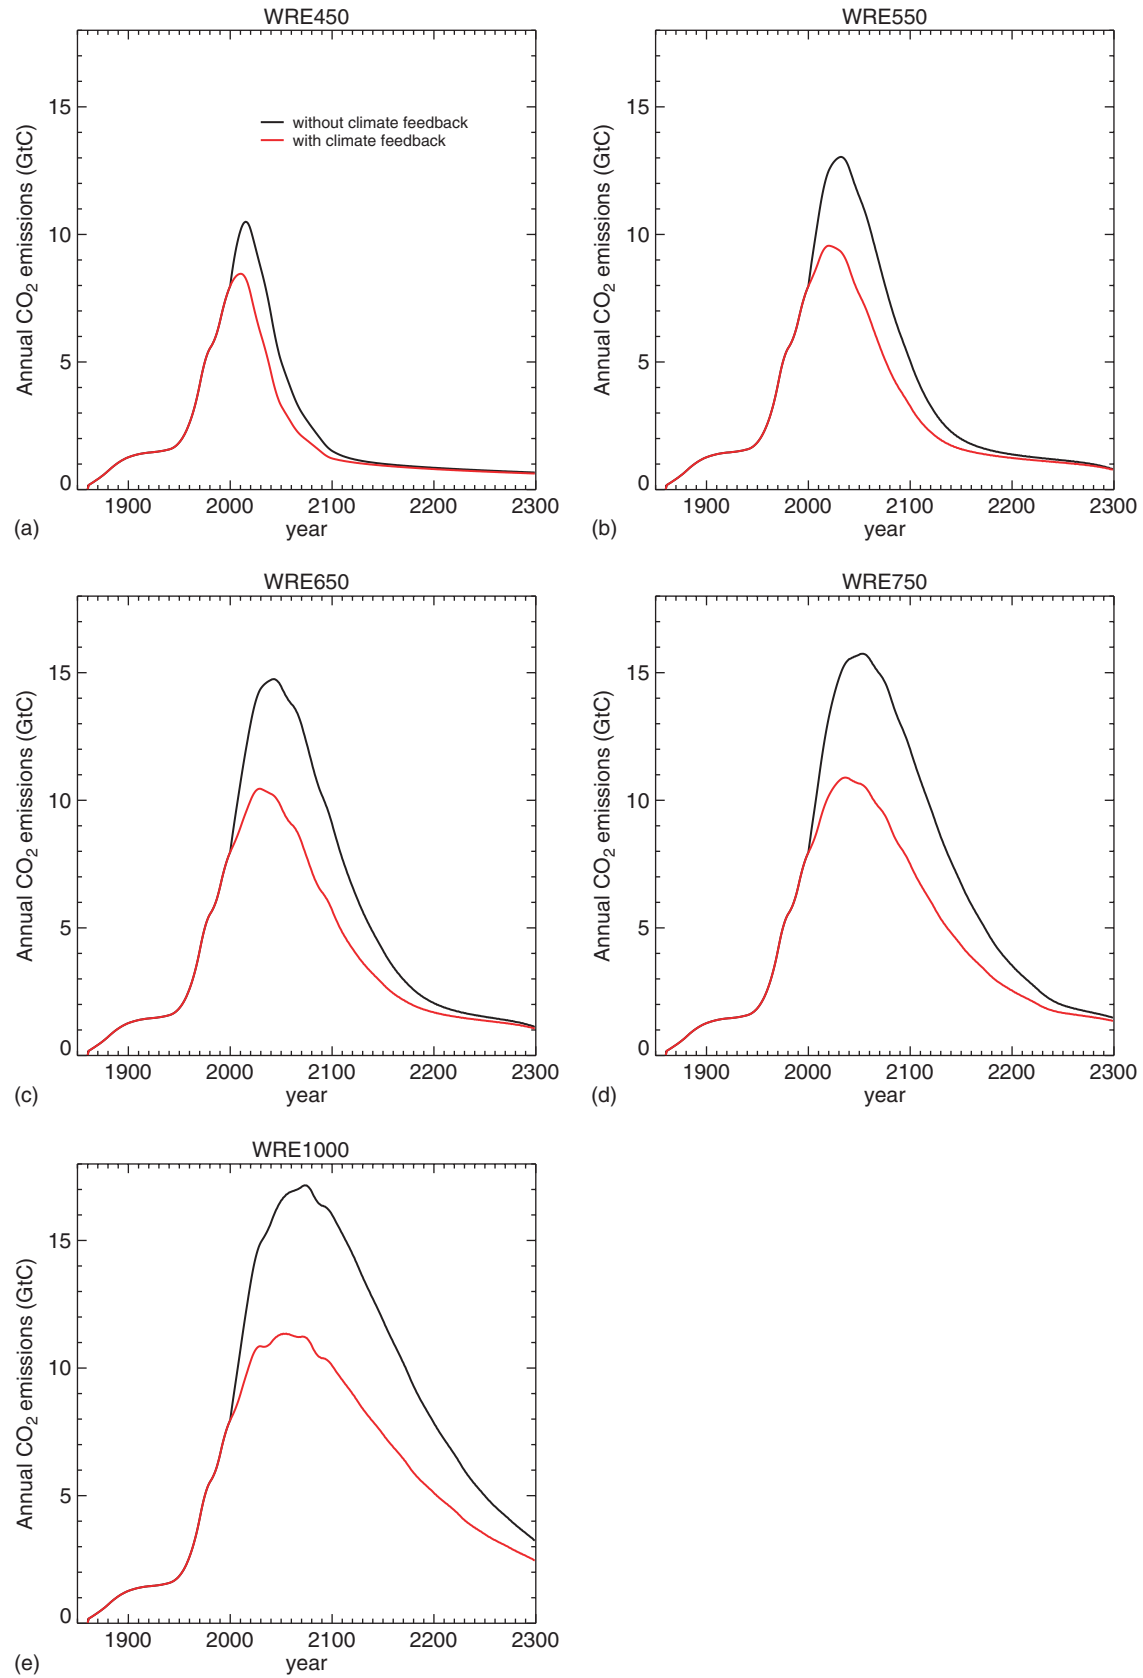 WRE450
WRE550
Annual CO2 emissions (GtC)
15
10
5
0
without climate feedback
with climate feedback
1900 2000 2100 2200 2300
year
(a)
Annual CO2 emissions (GtC)
15
10
5
0
1900 2000 2100 2200 2300
year
(b)
WRE650
WRE750
Annual CO2 emissions (GtC)
15
10
5
0
1900 2000 2100 2200 2300
year
(c)
Annual CO2 emissions (GtC)
15
10
5
0
1900 2000 2100 2200 2300
year
(d)
WRE1000
Annual CO2 emissions (GtC)
15
10
5
0
1900 2000 2100 2200 2300
year
(e)